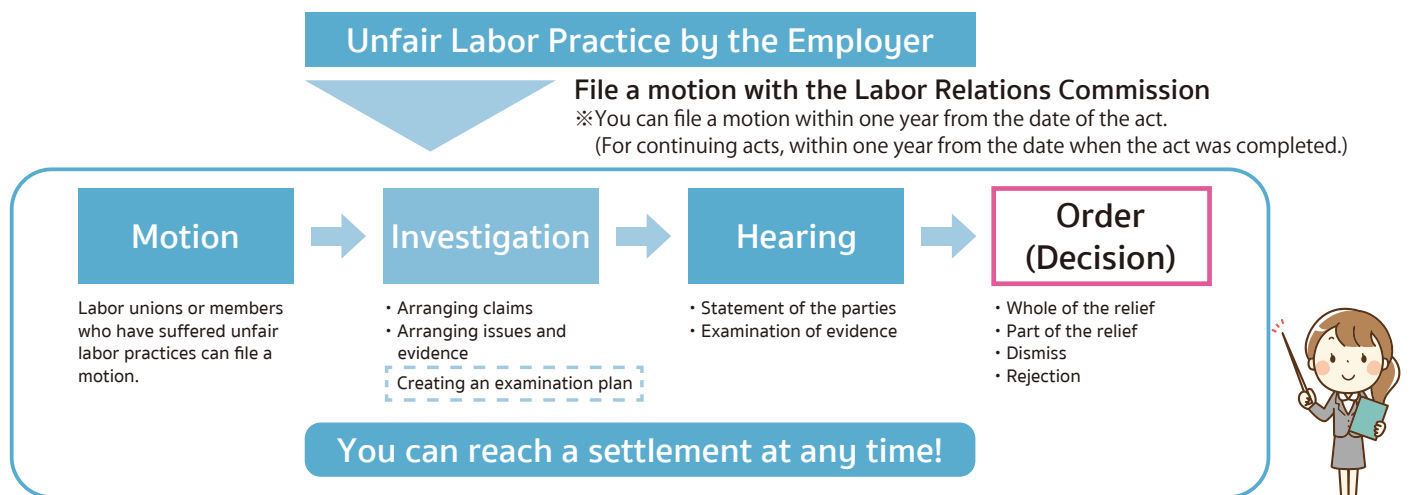 Unfair Labor Practice by the Employer
File a motion with the Labor Relations Commission
※You can file a motion within one year from the date of the act.
(For continuing acts, within one year from the date when the act was completed.)
Motion
Labor unions or members
who have suffered unfair
labor practices can file a
motion.
Investigation
・Arranging claims
・Arranging issues and
evidence
Creating an examination plan
Hearing
・Statement of the parties
・Examination of evidence
Order
(Decision)
・Whole of the relief
・Part of the relief
・Dismiss
・Rejection
You can reach a settlement at any time!